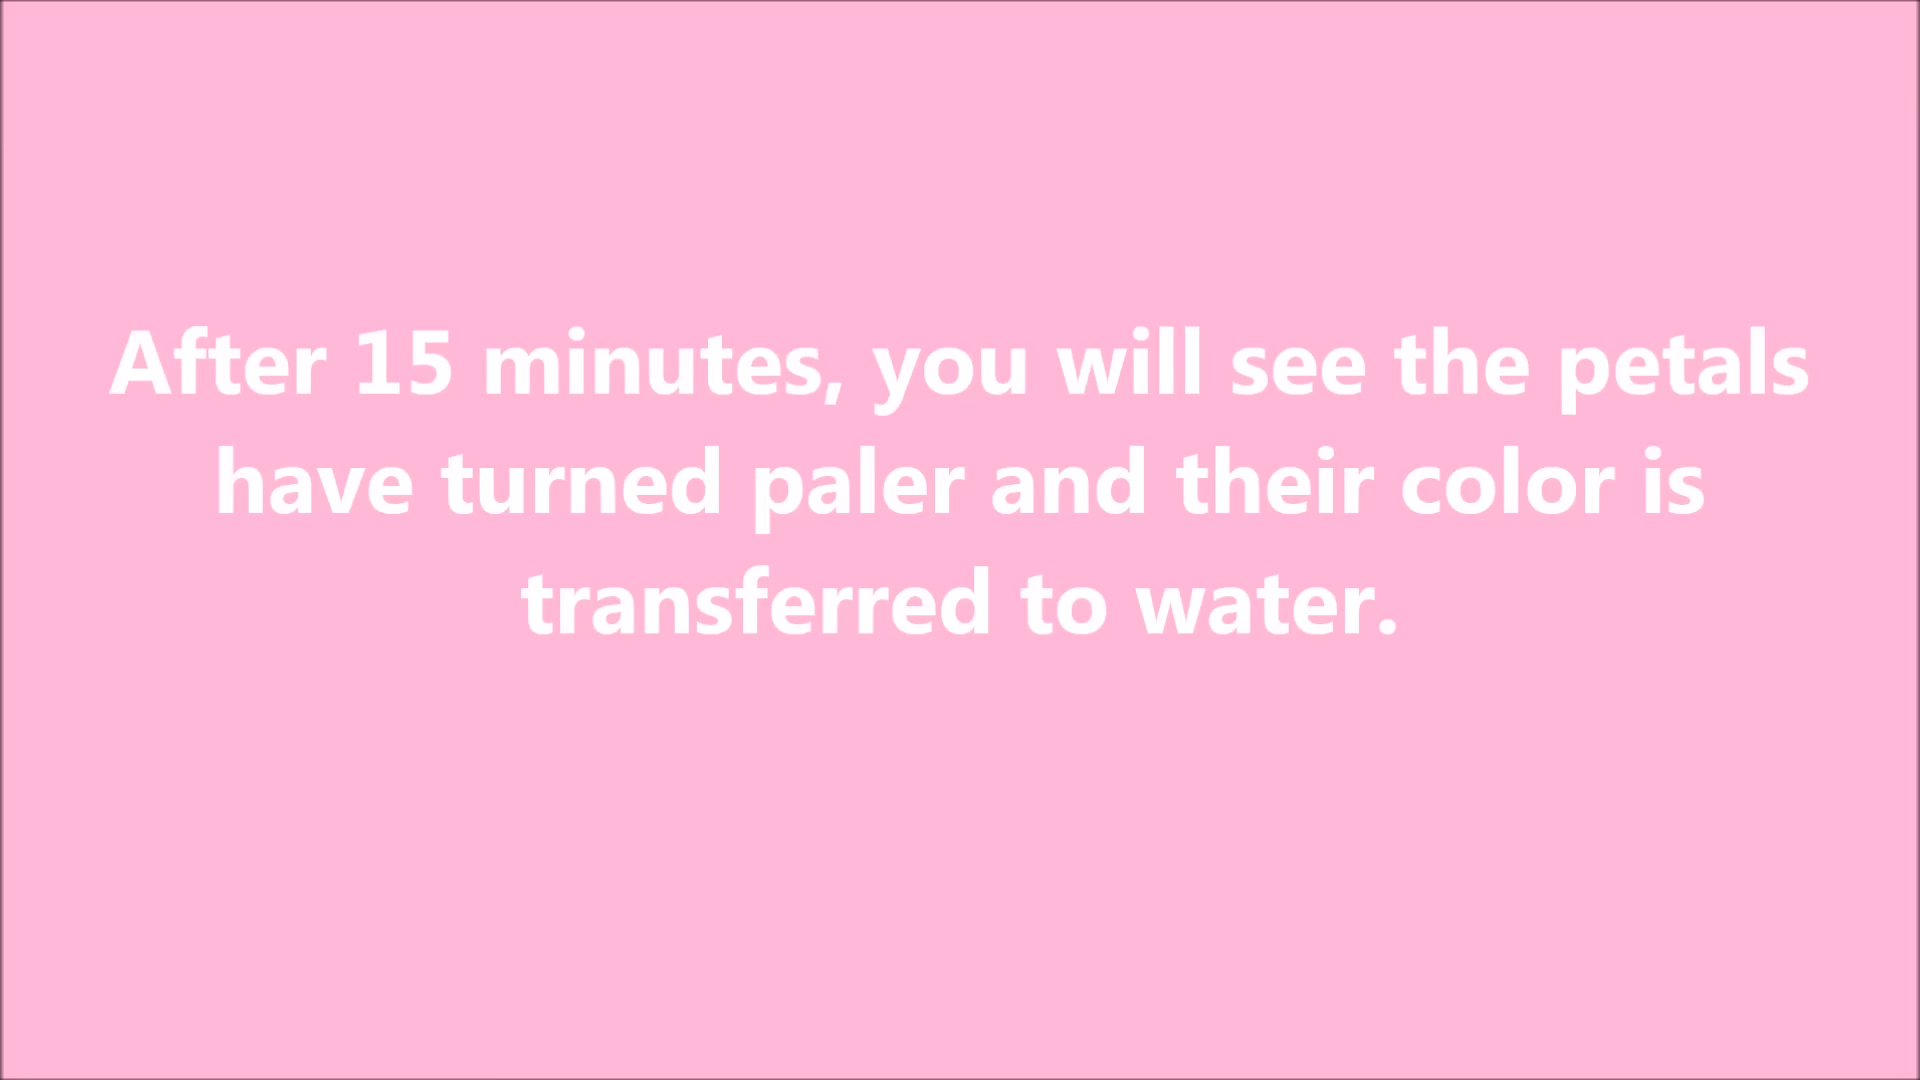 After 15 minutes, you will see the petals
have turned paler and their color is
transferred to water.